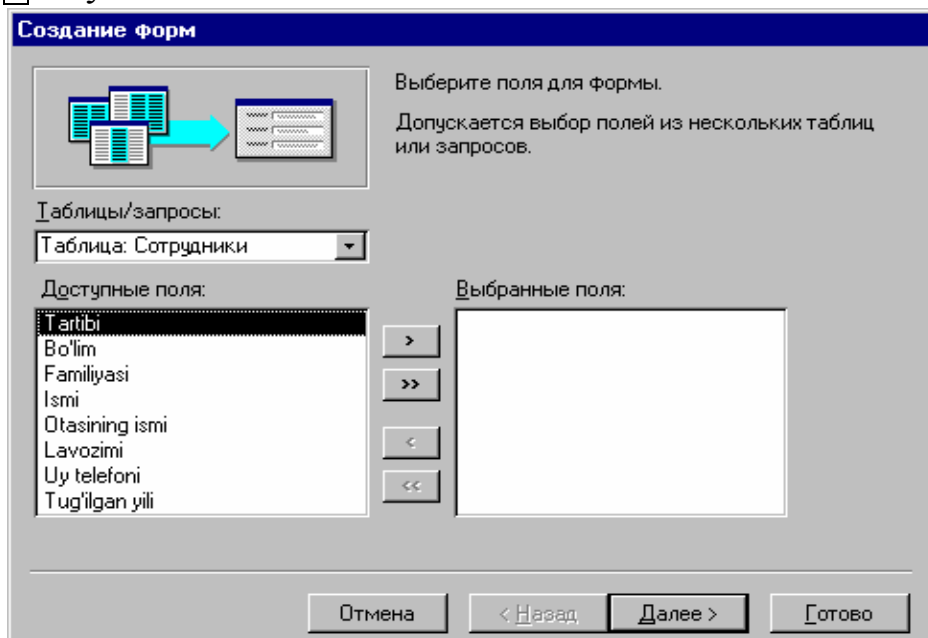 Создание форм
Выберите поля для формы.
Допускается выбор полей из нескольких таблиц
или запросов.
Таблицы/запросы:
Таблица: Сотрудники
Доступные поля:
Выбранные поля:
Tartibi
Bo'lim
Familiyasi
Ismi
Otasining ismi
Lavozimi
Uy telefoni
Tug'ilgan yili
>
>>
<
<<
Отмена
< Назад
Далее >
Готово